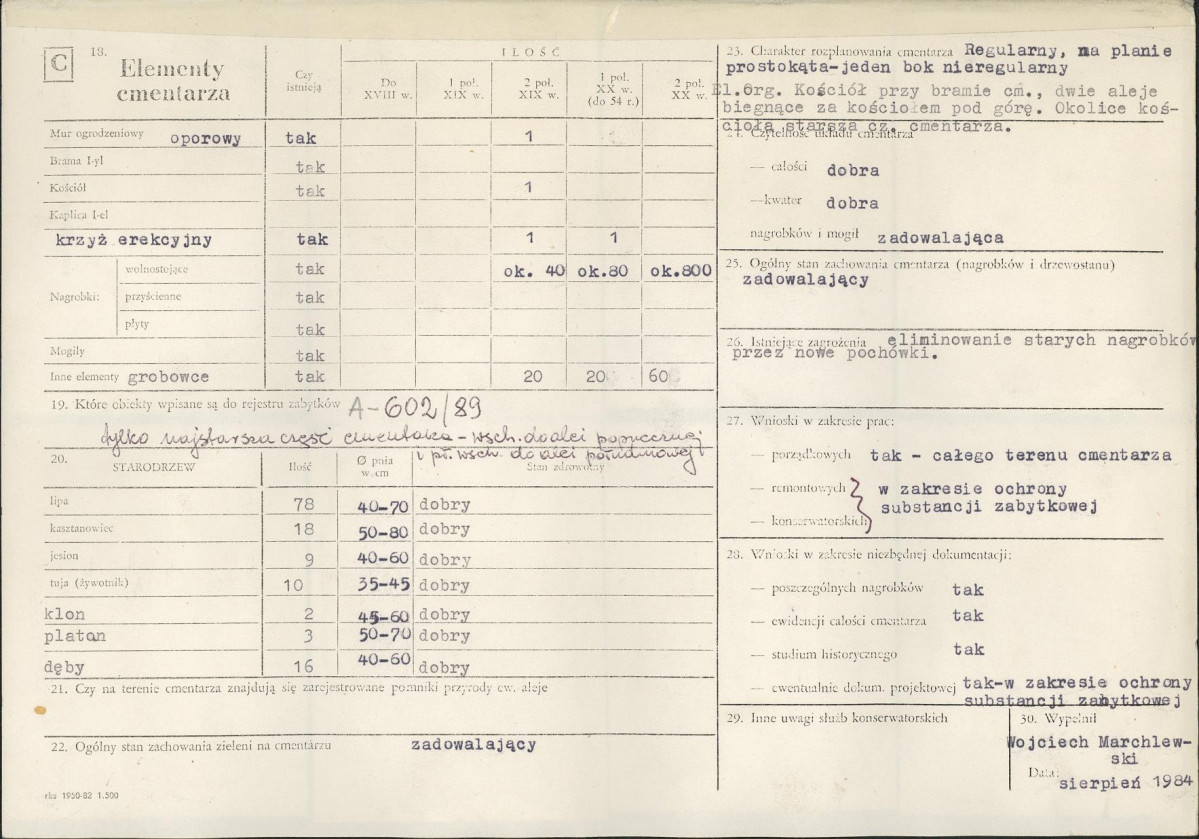 C
18. Elementy cmentarza
Czy istnieją
ILOŚĆ
Do XVIII w.
1 poł. XIX w.
2 poł. XIX w.
1 poł. XX w. (do 54 r.)
2 poł. XX w.
Mur ogrodzeniowy oporowy tak 1
Brama I-yl tak
Kościół tak 1
Kaplica I-el
krzyż erekcyjny tak 1 1
Nagrobki:
wolnostojące tak ok. 40 ok.80 ok.800
przyścienne tak
płyty tak
Mogiły tak
Inne elementy grobowce tak 20 20 60
19. Które obiekty wpisane są do rejestru zabytków A-602/89
tylko najstarsza część cmentarza - wsch. do alei poprzecznej
i pł. wsch. do alei południowej
20. STARODRZEW Ilość Ø pnia w cm Stan zdrowotny
lipa 78 40-70 dobry
kasztanowiec 18 50-80 dobry
jesion 9 40-60 dobry
tuja (żywotnik) 10 35-45 dobry
klon 2 45-60 dobry
platan 3 50-70 dobry
dęby 16 40-60 dobry
21. Czy na terenie cmentarza znajdują się zarejestrowane pomniki przyrody ew. aleje
22. Ogólny stan zachowania zieleni na cmentarzu zadowalający
rks 1950-82 1.500
23. Charakter rozplanowania cmentarza Regularny, na planie
prostokąta-jeden bok nieregularny
El.org. Kościół przy bramie cm., dwie aleje
biegnące za kościołem pod górę. Okolice koś-
cioła starsza cz. cmentarza.
24. Czytelność układu cmentarza
— całości dobra
—kwater dobra
nagrobków i mogił zadowalająca
25. Ogólny stan zachowania cmentarza (nagrobków i drzewostanu)
zadowalający
26. Istniejące zagrożenia eliminowanie starych nagrobków
przez nowe pochówki.
27. Wnioski w zakresie prac:
— porządkowych tak - całego terenu cmentarza
— remontowych w zakresie ochrony
substancji zabytkowej
— konserwatorskich
28. Wnioski w zakresie niezbędnej dokumentacji:
— poszczególnych nagrobków tak
— ewidencji całości cmentarza tak
— studium historycznego tak
— ewentualnie dokum. projektowej tak-w zakresie ochrony
substancji zabytkowej
29. Inne uwagi służb konserwatorskich
30. Wypełnił
Wojciech Marchlew-
ski
Data: sierpień 1984